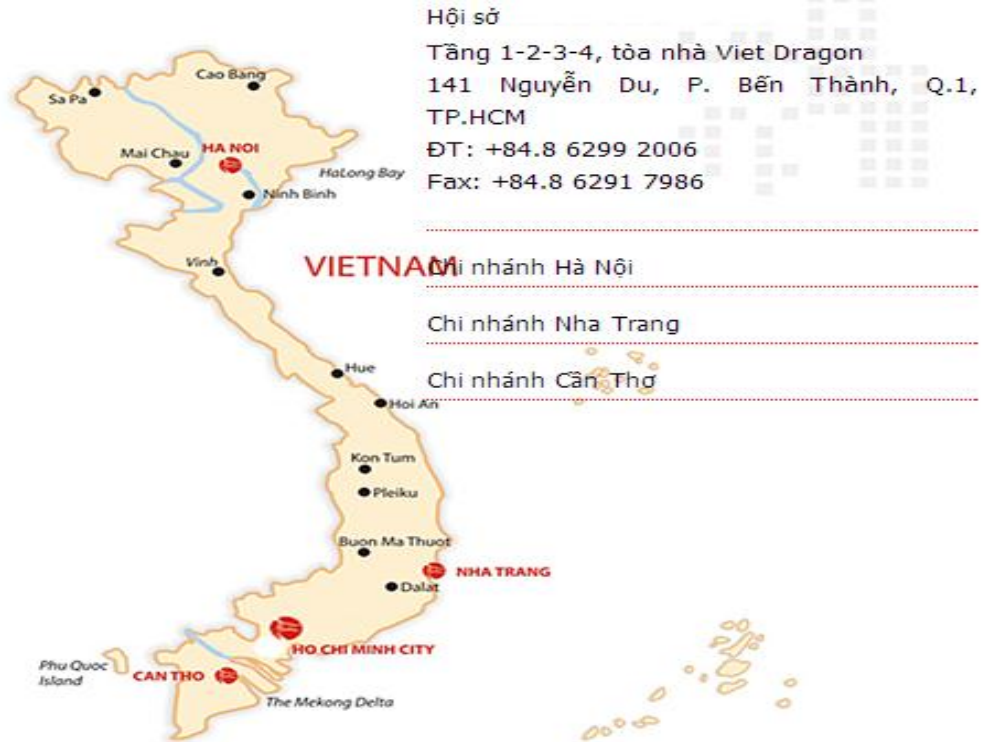 Hội sở
Tầng 1-2-3-4, tòa nhà Viet Dragon
141 Nguyễn Du, P. Bến Thành, Q.1,
TP.HCM
ĐT: +84.8 6299 2006
Fax: +84.8 6291 7986
Chi nhánh Hà Nội
Chi nhánh Nha Trang
Chi nhánh Cần Thơ
Cao Bang
Sa Pa
Mai Chau
HA NOI
HaLong Bay
Ninh Binh
VIETNAM
Vinh
Hue
Hoi An
Kon Tum
Pleiku
Buon Ma Thuot
NHA TRANG
Dalat
HO CHI MINH CITY
Phu Quoc
Island
CAN THO
The Mekong Delta